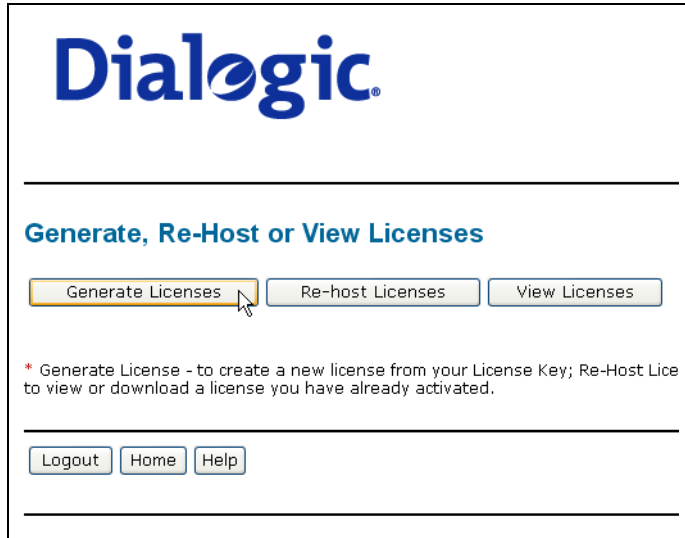 Dialogic®
Generate, Re-Host or View Licenses
Generate Licenses Re-host Licenses View Licenses
* Generate License - to create a new license from your License Key; Re-Host Lice
to view or download a license you have already activated.
Logout Home Help